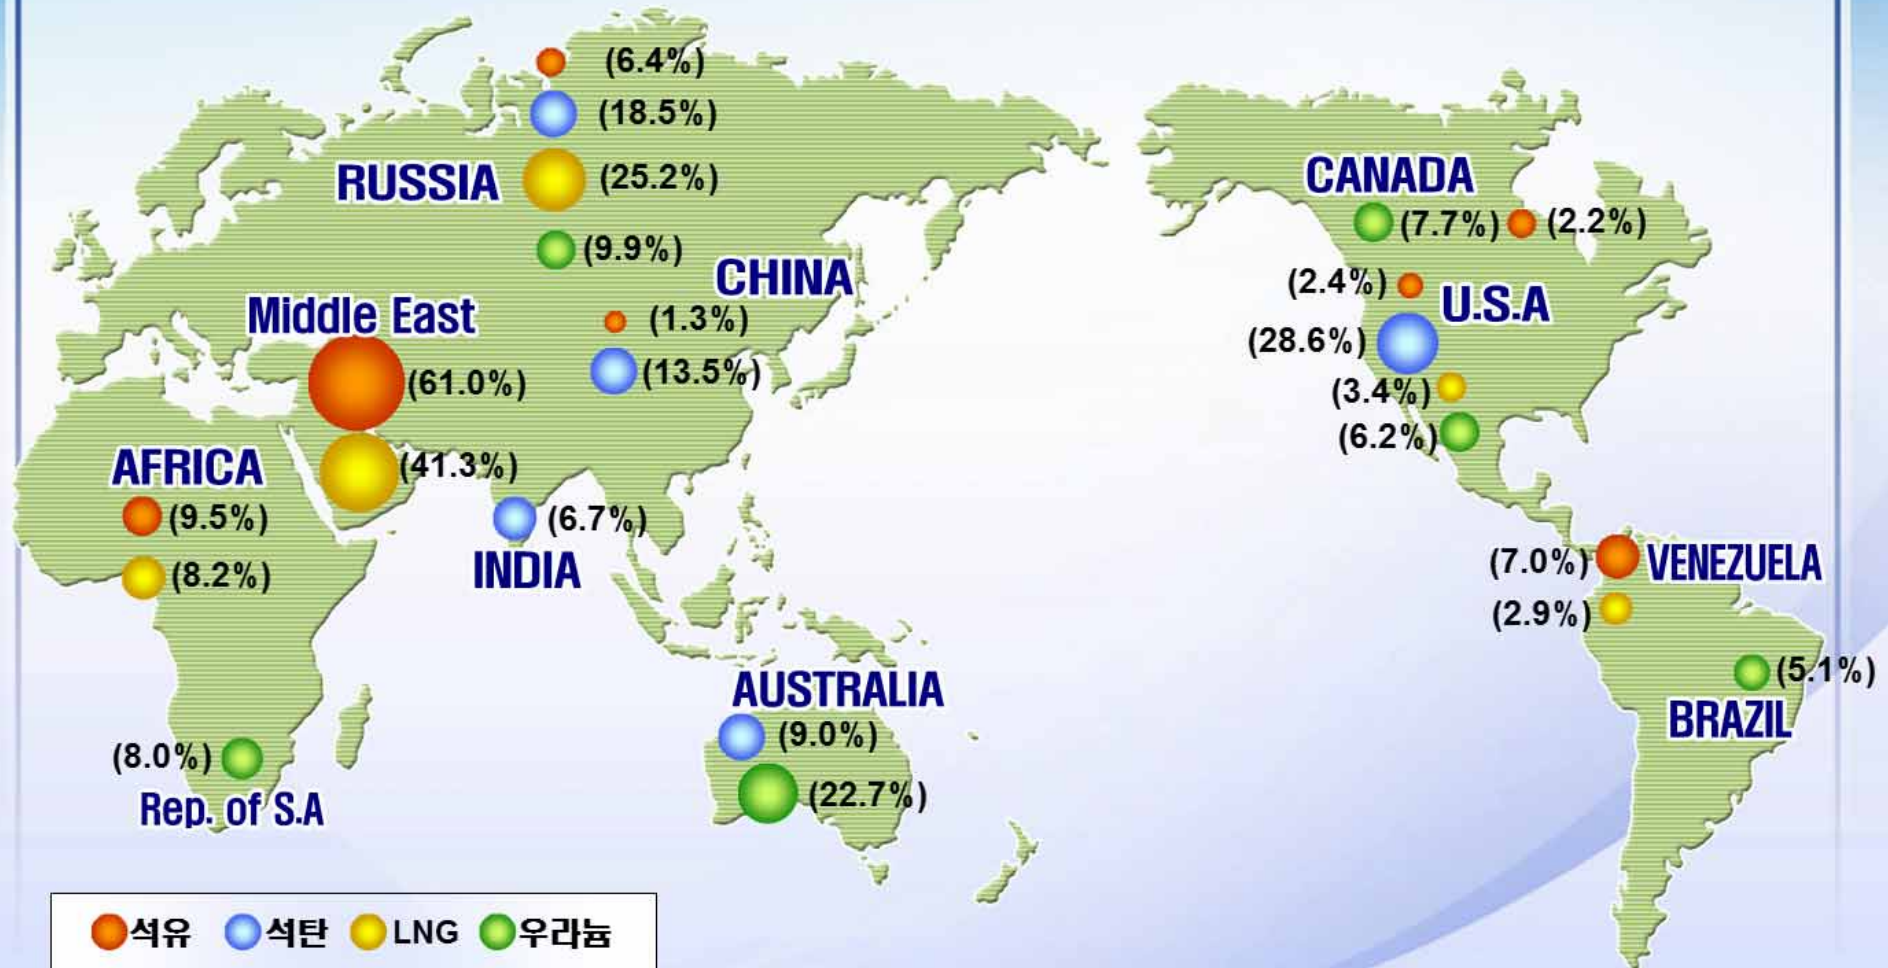 (6.4%)
(18.5%)
RUSSIA (25.2%)
(9.9%)
CHINA
(1.3%)
(13.5%)
Middle East
(61.0%)
(41.3%)
AFRICA
(9.5%)
(8.2%)
(6.7%)
INDIA
AUSTRALIA
(9.0%)
(22.7%)
(8.0%)
Rep. of S.A
CANADA
(7.7%) (2.2%)
(2.4%) U.S.A
(28.6%)
(3.4%)
(6.2%)
(7.0%) VENEZUELA
(2.9%)
(5.1%)
BRAZIL
석유 석탄 LNG 우라늄